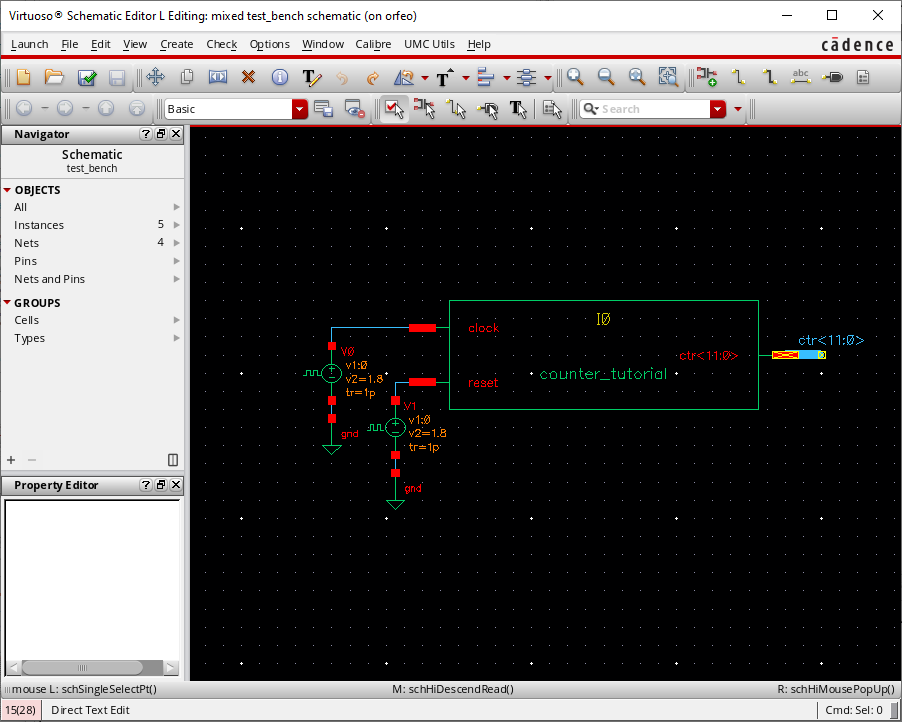 Virtuoso® Schematic Editor L Editing: mixed test_bench schematic (on orfeo)
Launch File Edit View Create Check Options Window Calibre UMC Utils Help
cādence
abc
Basic
Search
Navigator
Schematic
test_bench
OBJECTS
All
Instances 5
Nets 4
Pins
Nets and Pins
GROUPS
Cells
Types
Property Editor
I0
clock
ctr<11:0>
ctr<11:0>
V0
v1:0
v2=1.8
tr=1p
reset
counter_tutorial
V1
v1:0
v2=1.8
tr=1p
gnd
gnd
mouse L: schSingleSelectPt() M: schHiDescendRead() R: schHiMousePopUp()
15(28) Direct Text Edit Cmd: Sel: 0